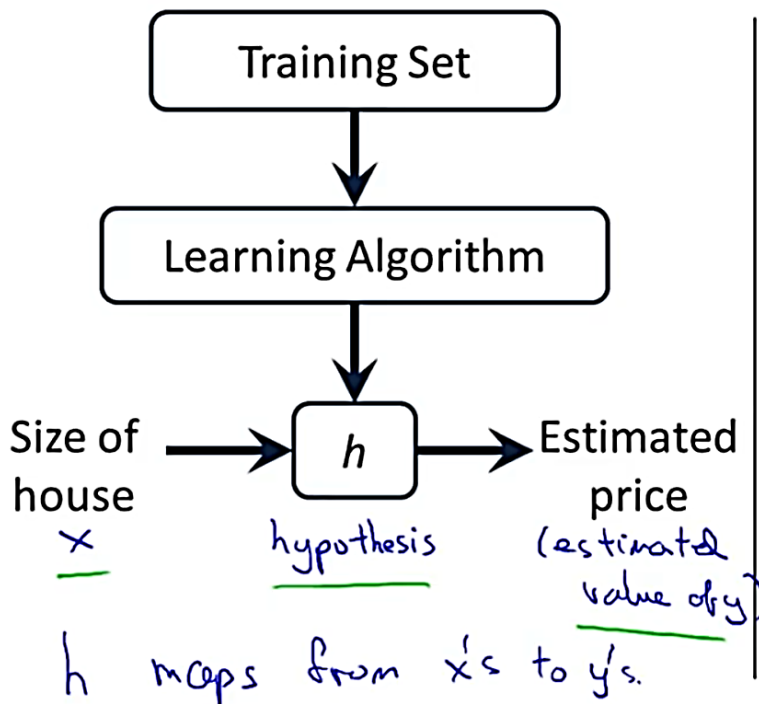 Training Set
Learning Algorithm
Size of
house
h
Estimated
price
x
hypothesis
(estimated
value of y)
h maps from x's to y's.